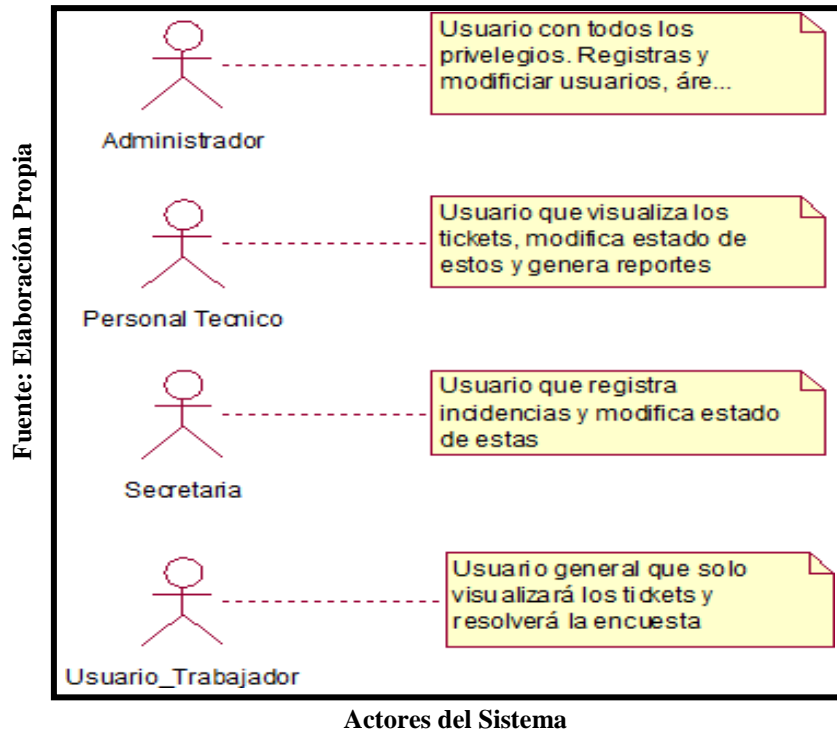 Usuario con todos los
privelegios. Registras y
modificiar usuarios, áre...
Administrador
Usuario que visualiza los
tickets, modifica estado de
estos y genera reportes
Personal Tecnico
Usuario que registra
incidencias y modifica estado
de estas
Secretaria
Usuario general que solo
visualizará los tickets y
resolverá la encuesta
Usuario_Trabajador
Fuente: Elaboración Propia
Actores del Sistema